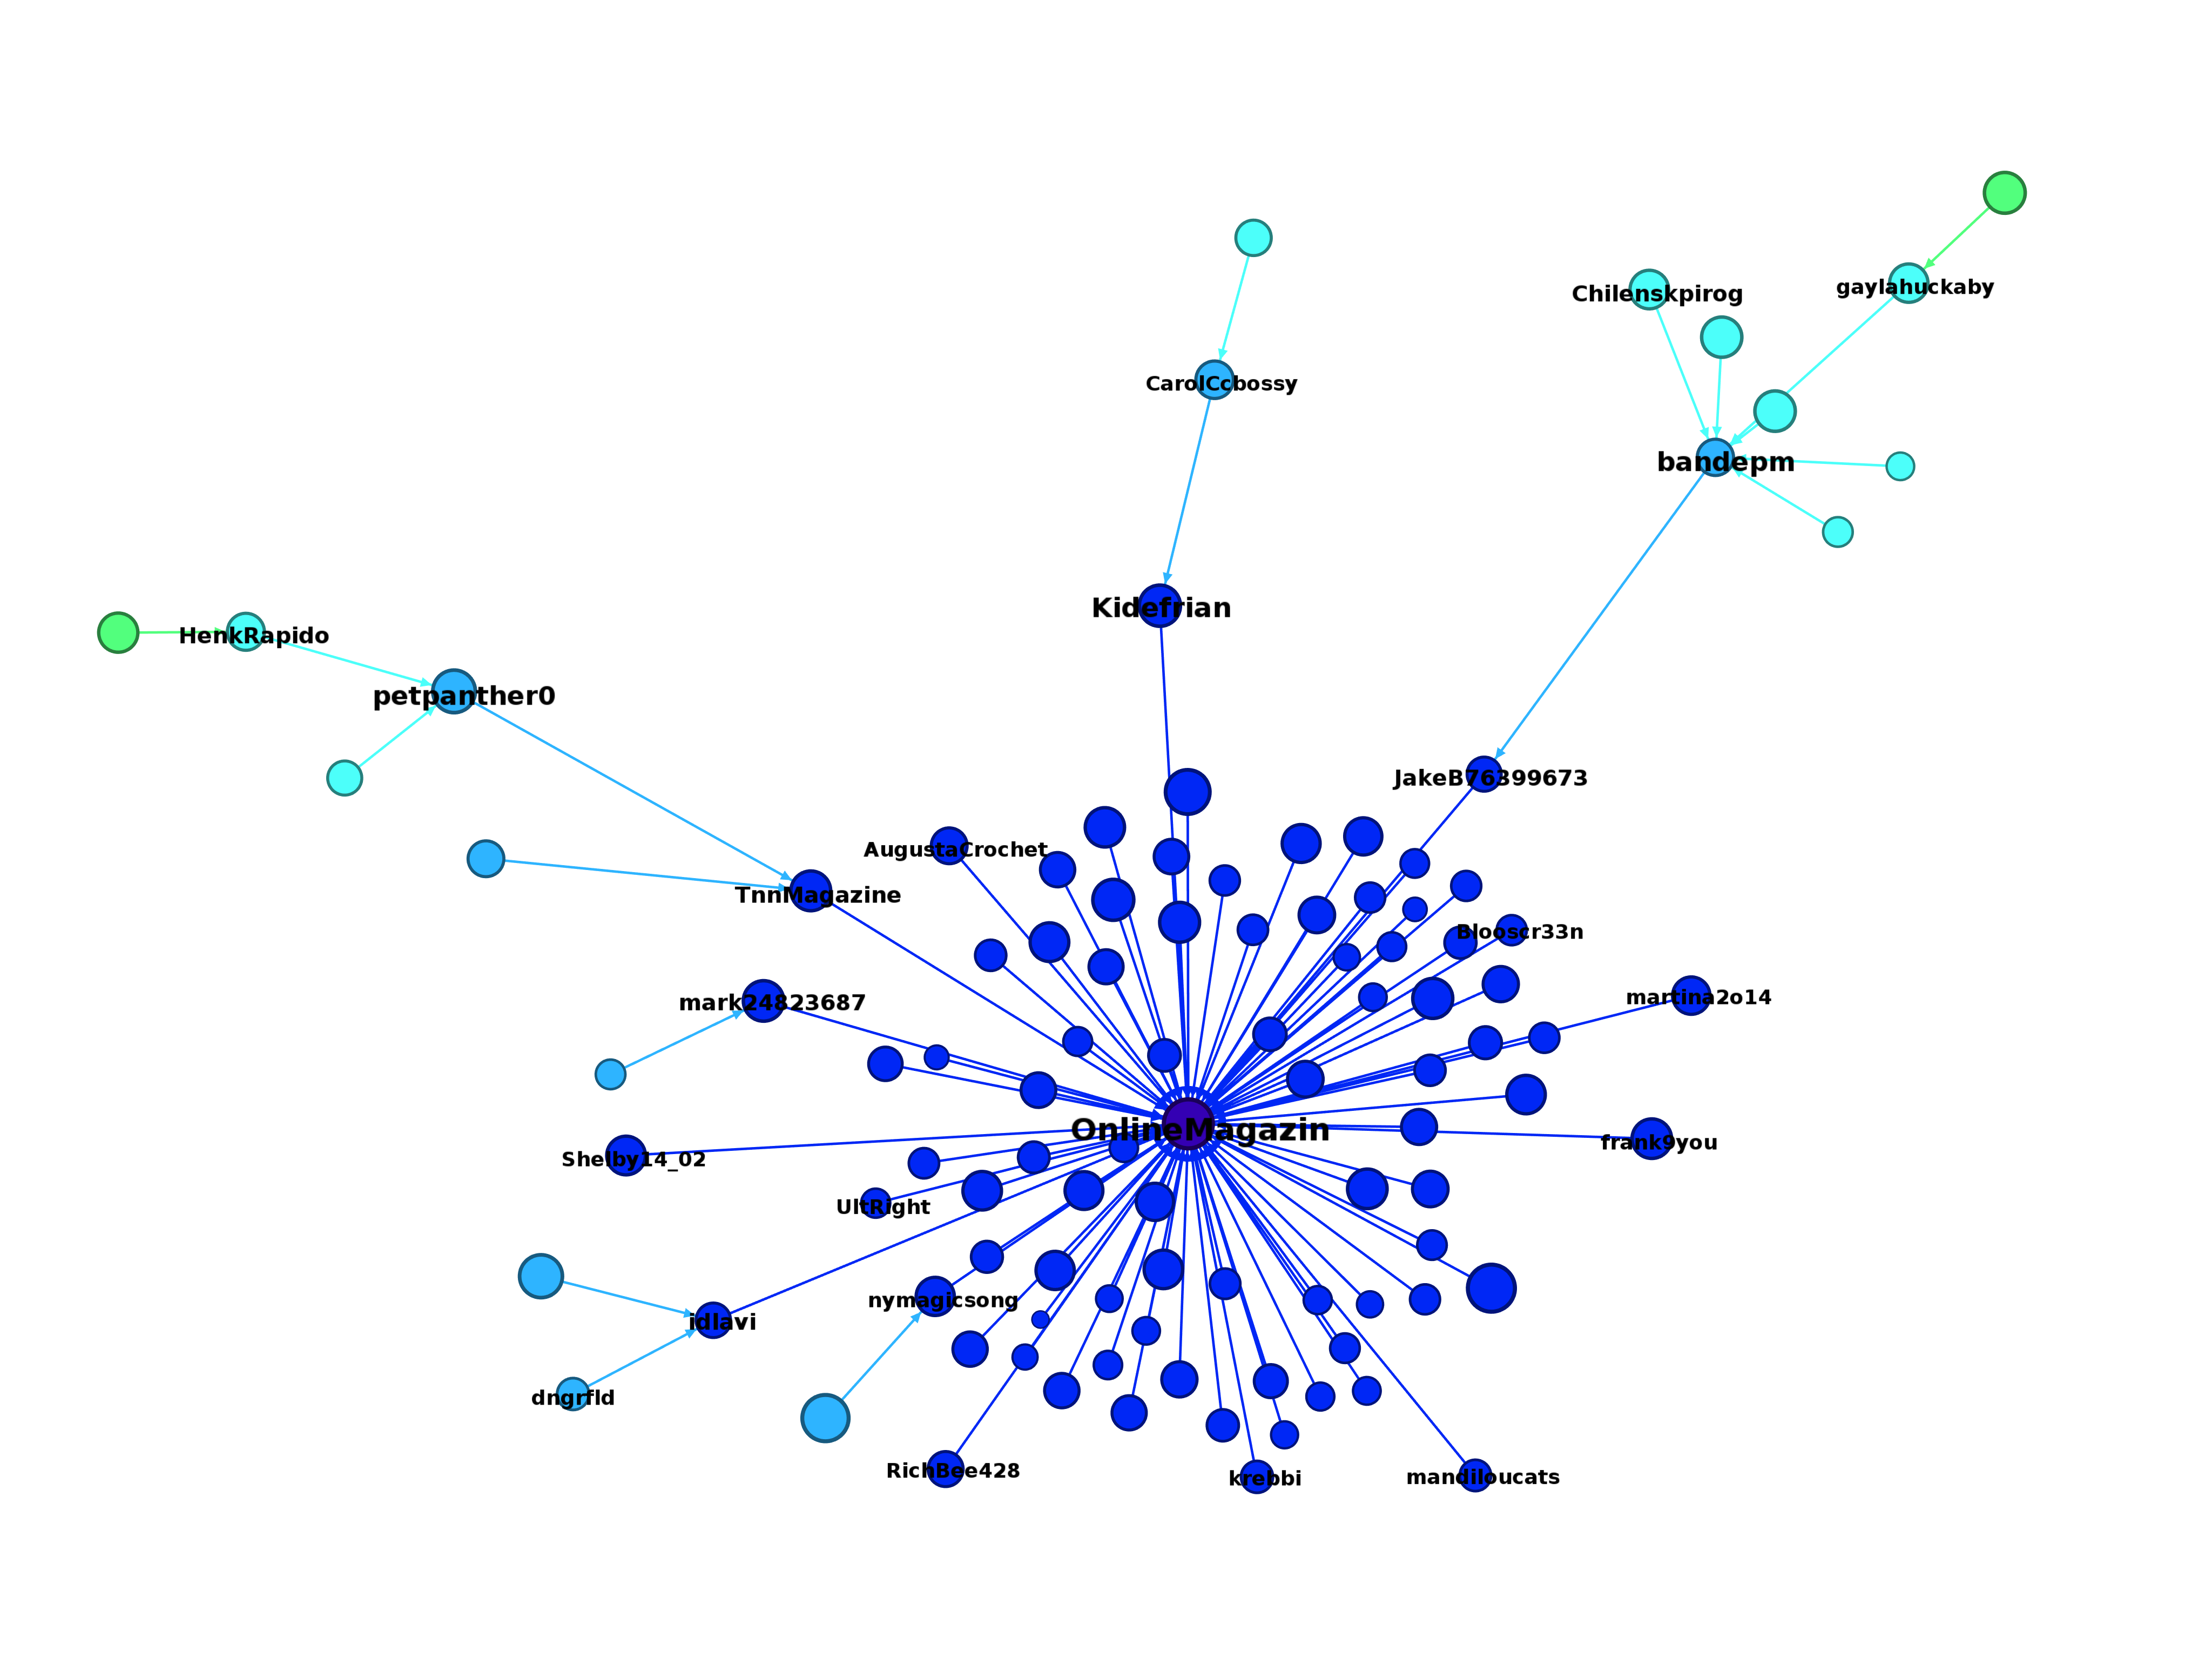 gaylahuckaby
Chilenskpirog
CarolCcbossy
bandepm
Kidefrian
HenkRapido
petpanther0
JakeB76399673
AugustaCrochet
TnnMagazine
Blooscr33n
mark24823687
martina2o14
OnlineMagazin
frank9you
Shelby14_02
UltRight
nymagicsong
idlavi
dngrfld
RichBee428
krebbi
mandiloucats